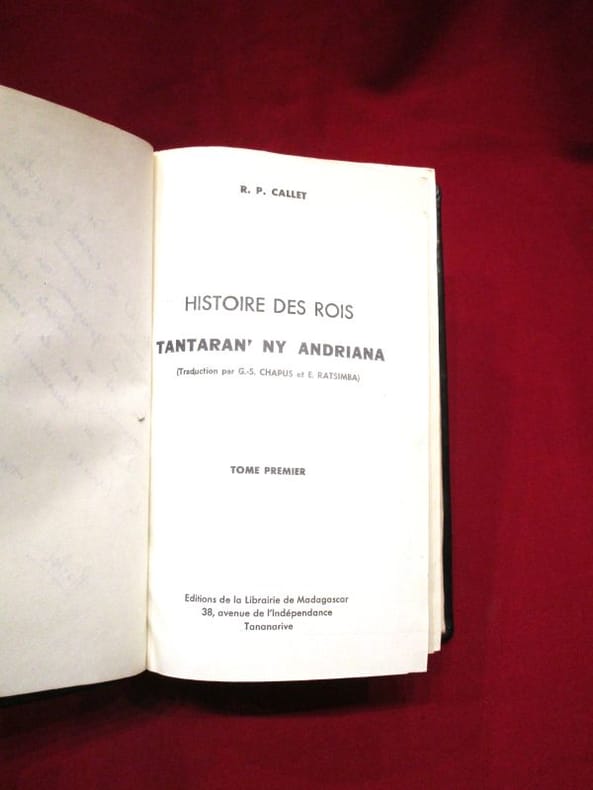 R. P. CALLET
HISTOIRE DES ROIS
TANTARAN' NY ANDRIANA
(Traduction par G.-S. CHAPUS et E. RATSIMBA)
TOME PREMIER
Editions de la Librairie de Madagascar
38, avenue de l'Indépendance
Tananarive